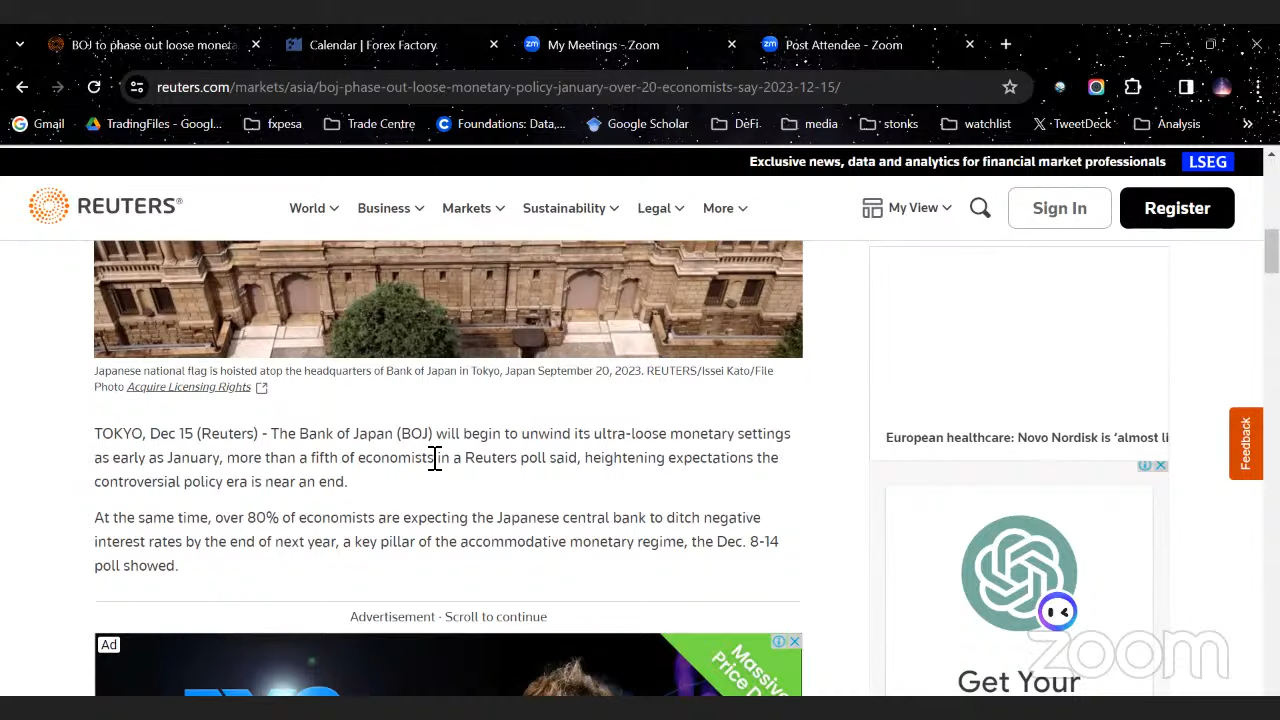 BOJ to phase out loose moneta
Calendar | Forex Factory
zm My Meetings - Zoom
zm Post Attendee - Zoom
reuters.com/markets/asia/boj-phase-out-loose-monetary-policy-january-over-20-economists-say-2023-12-15/
Gmail
TradingFiles - Googl...
fxpesa
Trade Centre
Foundations: Data,...
Google Scholar
DeFi
media
stonks
watchlist
TweetDeck
Analysis
Exclusive news, data and analytics for financial market professionals LSEG
REUTERS®
World
Business
Markets
Sustainability
Legal
More
My View
Sign In
Register
Japanese national flag is hoisted atop the headquarters of Bank of Japan in Tokyo, Japan September 20, 2023. REUTERS/Issei Kato/File
Photo Acquire Licensing Rights
TOKYO, Dec 15 (Reuters) - The Bank of Japan (BOJ) will begin to unwind its ultra-loose monetary settings
as early as January, more than a fifth of economists in a Reuters poll said, heightening expectations the
controversial policy era is near an end.
At the same time, over 80% of economists are expecting the Japanese central bank to ditch negative
interest rates by the end of next year, a key pillar of the accommodative monetary regime, the Dec. 8-14
poll showed.
Advertisement · Scroll to continue
Ad
Massive
Price D
European healthcare: Novo Nordisk is ‘almost li
Feedback
Get Your
zoom